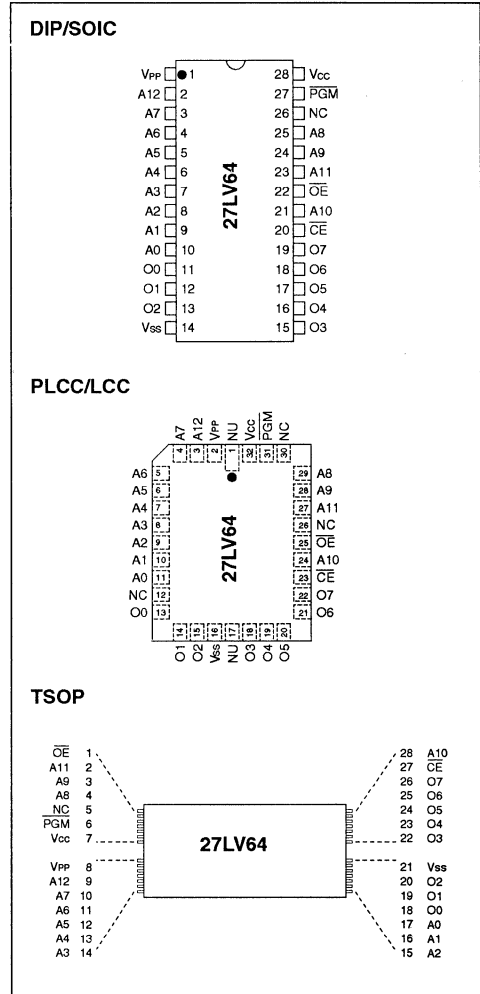 DIP/SOIC
VPP 1 28 Vcc
A12 2 27 PGM
A7 3 26 NC
A6 4 25 A8
A5 5 24 A9
A4 6 23 A11
A3 7 22 OE
A2 8 21 A10
A1 9 20 CE
A0 10 19 O7
O0 11 18 O6
O1 12 17 O5
O2 13 16 O4
Vss 14 15 O3
27LV64
PLCC/LCC
A7 A12 VPP NU Vcc PGM NC
4 3 2 1 32 31 30
A6 5 29 A8
A5 6 28 A9
A4 7 27 A11
A3 8 26 NC
A2 9 25 OE
A1 10 24 A10
A0 11 23 CE
NC 12 22 O7
O0 13 21 O6
27LV64
14 15 16 17 18 19 20
O1 O2 Vss NU O3 O4 O5
TSOP
OE 1 28 A10
A11 2 27 CE
A9 3 26 O7
A8 4 25 O6
NC 5 24 O5
PGM 6 23 O4
Vcc 7 22 O3
27LV64
VPP 8 21 Vss
A12 9 20 O2
A7 10 19 O1
A6 11 18 O0
A5 12 17 A0
A4 13 16 A1
A3 14 15 A2